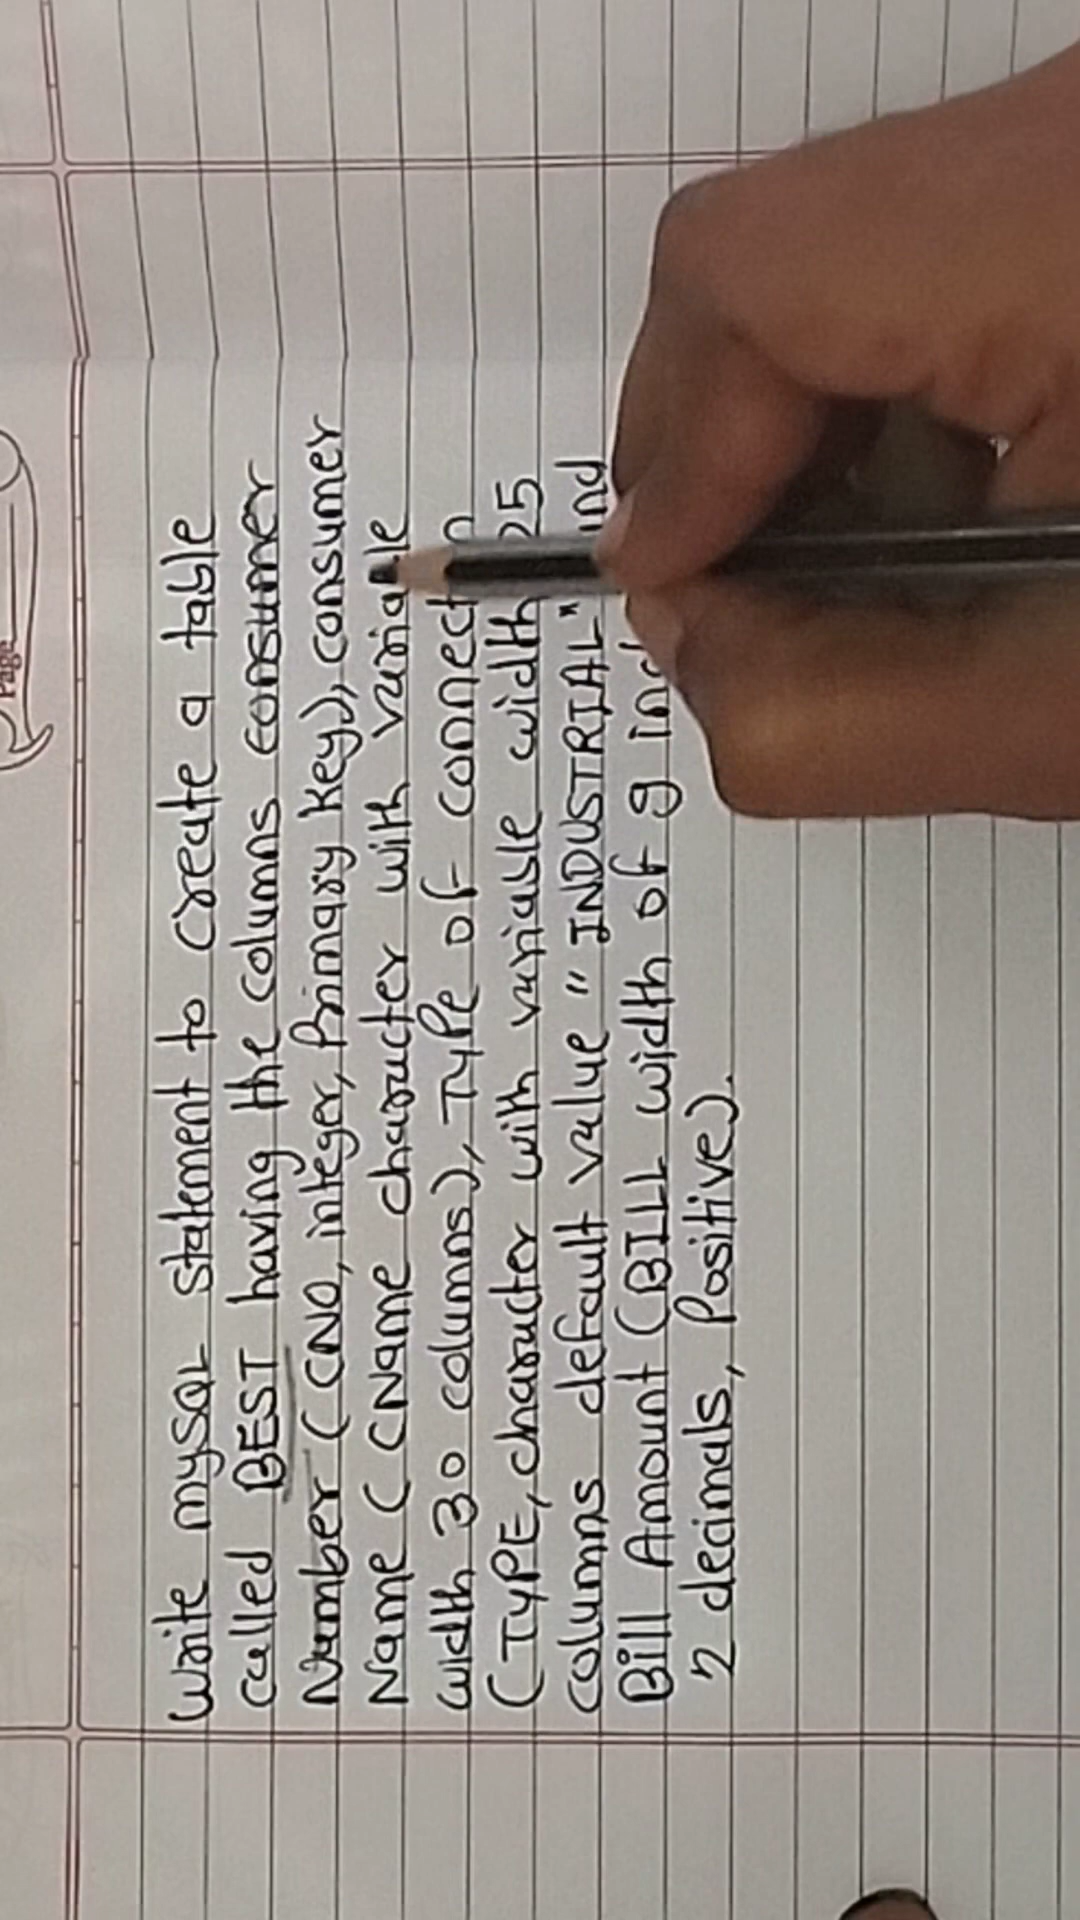 Page
Write mysql statement to create a table
called BEST having the columns consumer
Number (CNO, integer, Primary Key), consumer
Name (CName character with variable
width 30 columns), TYPE of connection
(TYPE, character with variable width 25
columns default value "INDUSTRIAL"
Bill Amount (BILL width of 9
2 decimals, Positive).